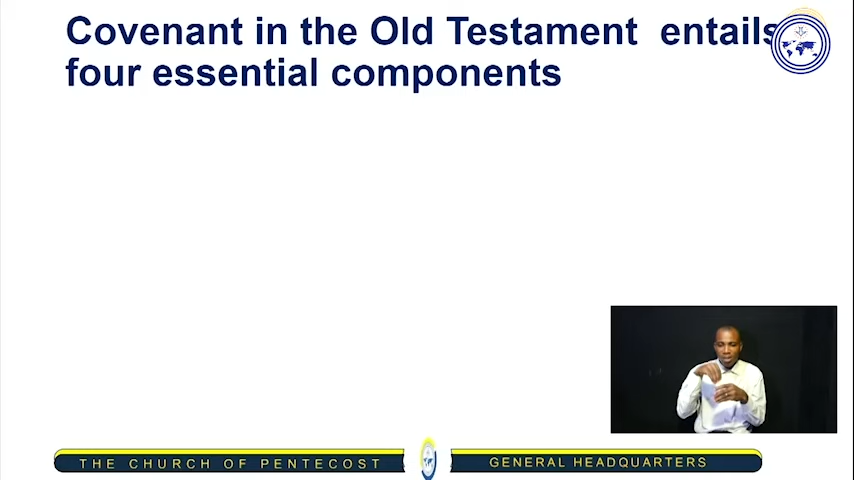 Covenant in the Old Testament entails
four essential components
THE CHURCH OF PENTECOST
GENERAL HEADQUARTERS